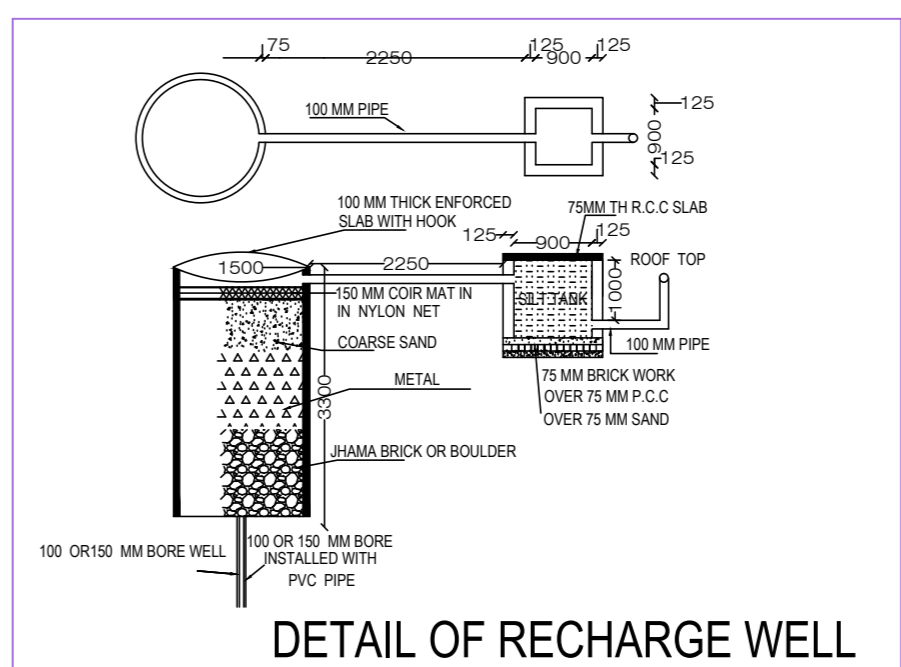 75
2250
125
900
125
100 MM PIPE
125
900
125
100 MM THICK ENFORCED
SLAB WITH HOOK
75MM TH R.C.C SLAB
125
900
125
1500
2250
ROOF TOP
1000
SILT TANK
150 MM COIR MAT IN
IN NYLON NET
COARSE SAND
100 MM PIPE
METAL
3300
75 MM BRICK WORK
OVER 75 MM P.C.C
OVER 75 MM SAND
JHAMA BRICK OR BOULDER
100 OR150 MM BORE WELL
100 OR 150 MM BORE
INSTALLED WITH
PVC PIPE
DETAIL OF RECHARGE WELL